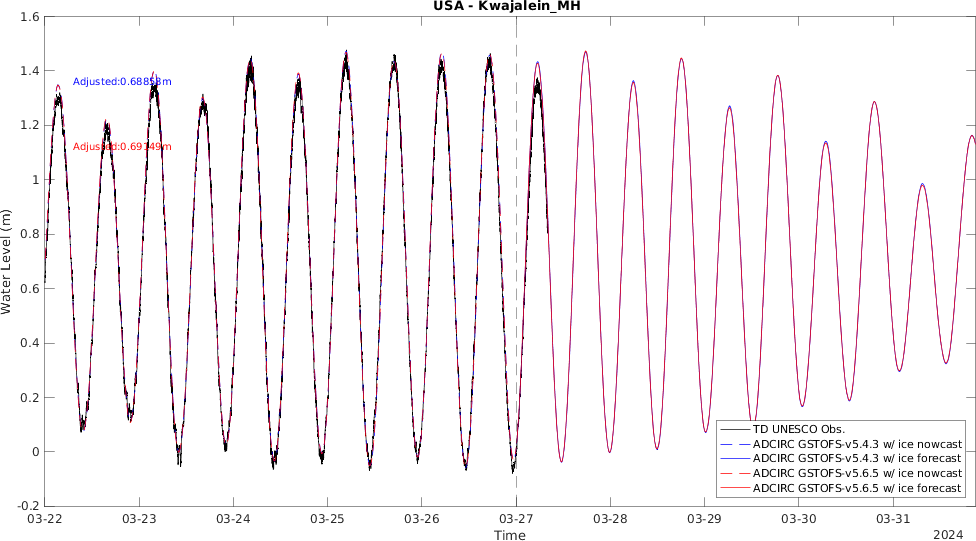 USA - Kwajalein_MH
1.6
1.4
1.2
1
0.8
0.6
0.4
0.2
0
-0.2
Water Level (m)
Adjusted:0.68858m
Adjusted:0.69149m
TD UNESCO Obs.
ADCIRC GSTOFS-v5.4.3 w/ ice nowcast
ADCIRC GSTOFS-v5.4.3 w/ ice forecast
ADCIRC GSTOFS-v5.6.5 w/ ice nowcast
ADCIRC GSTOFS-v5.6.5 w/ ice forecast
03-22 03-23 03-24 03-25 03-26 03-27 03-28 03-29 03-30 03-31
Time
2024